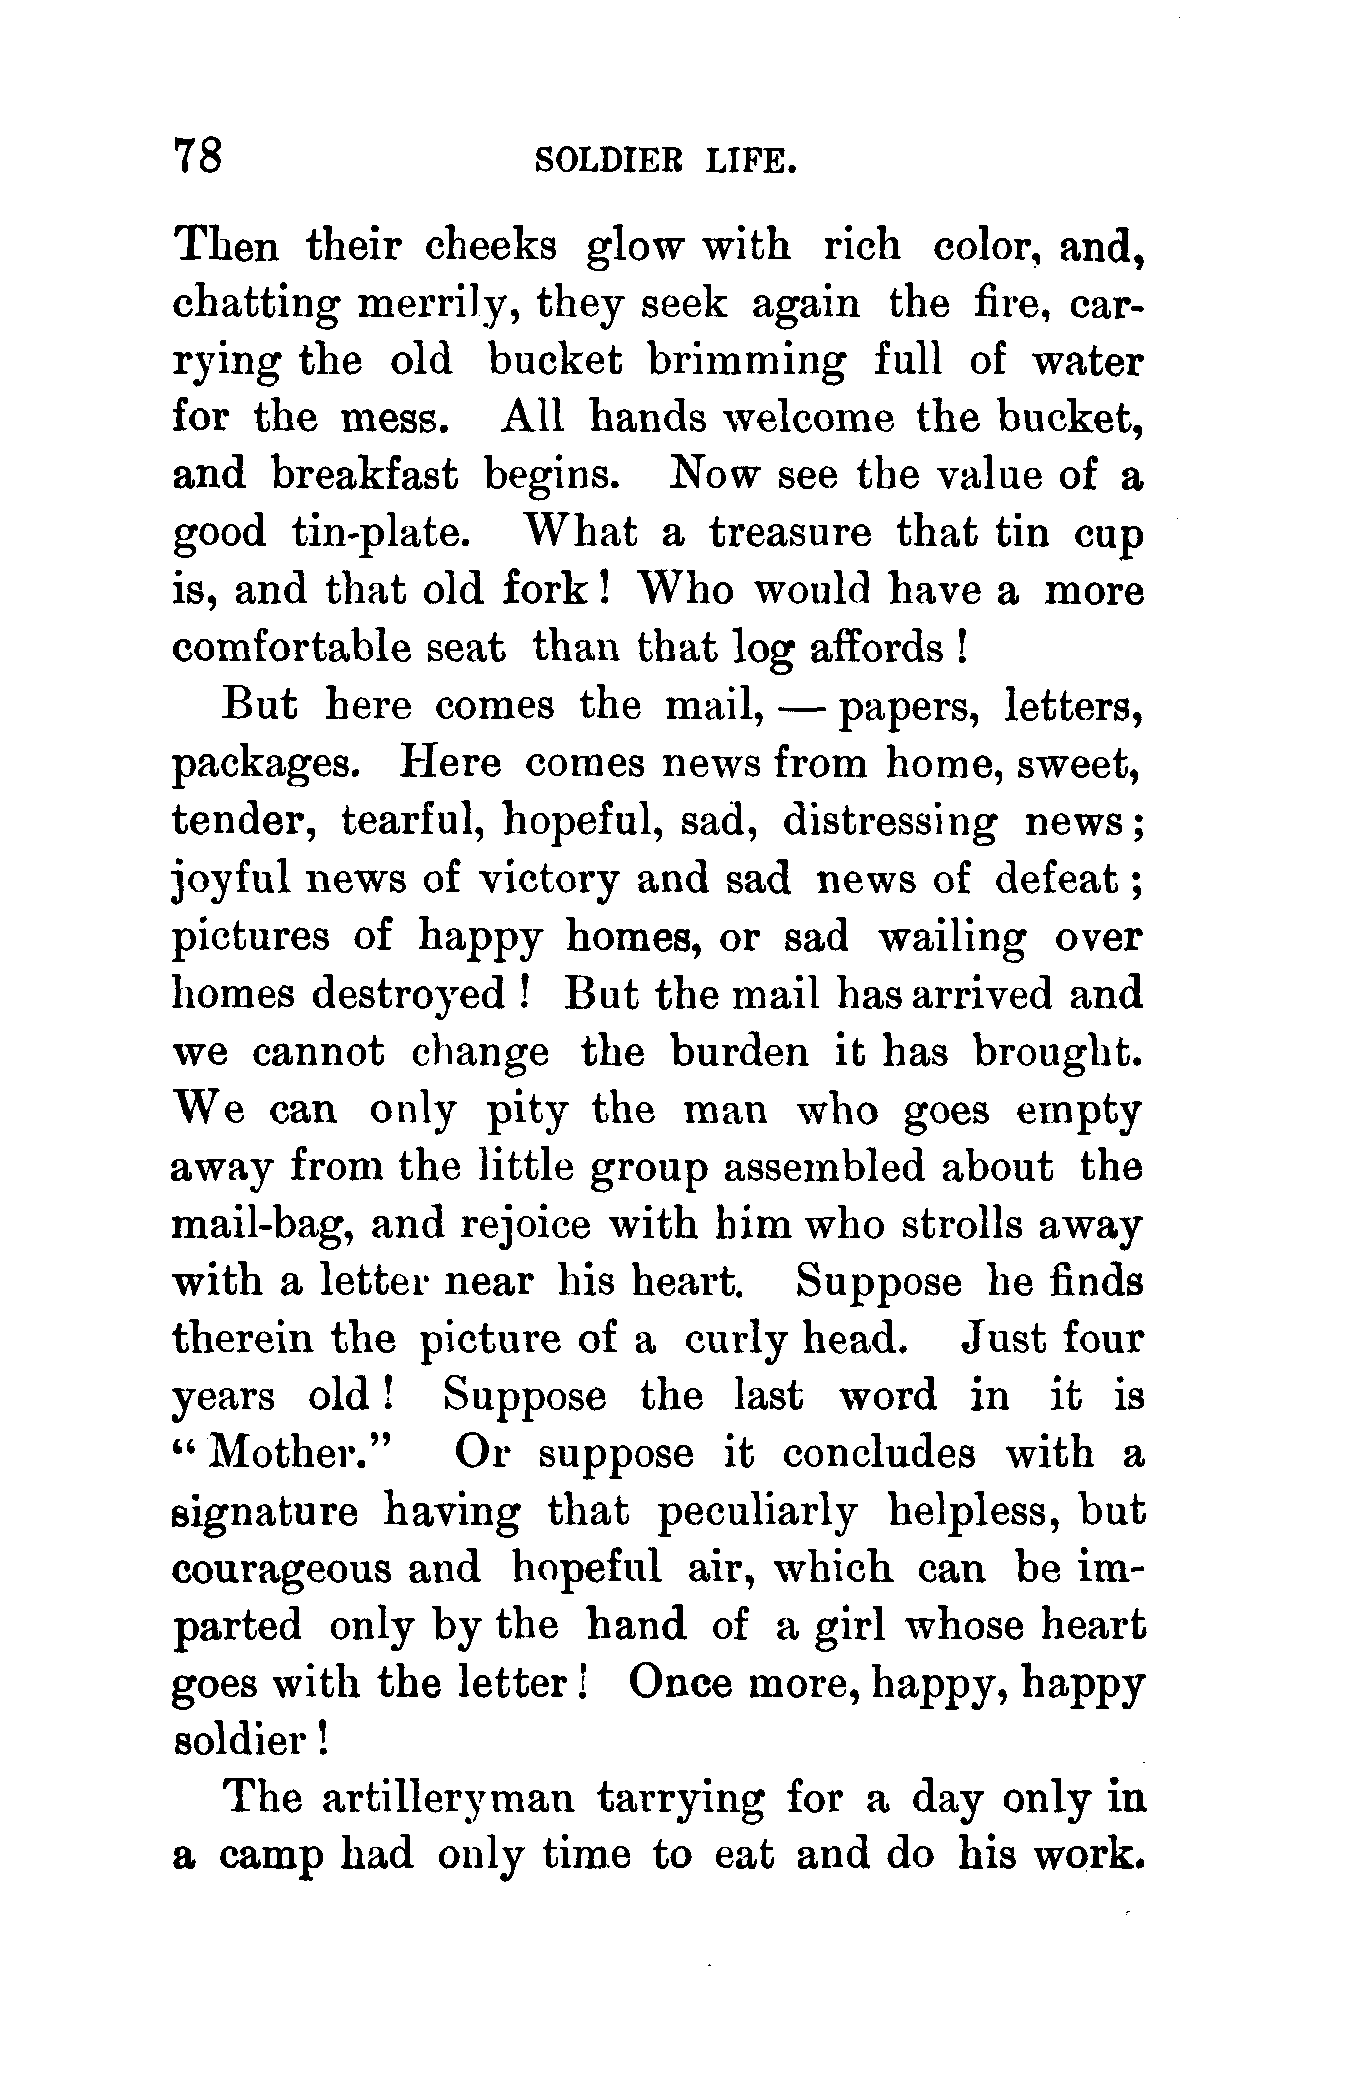 78 SOLDIER LIFE.
Then their cheeks glow with rich color, and,
chatting merrily, they seek again the fire, car-
rying the old bucket brimming full of water
for the mess. All hands welcome the bucket,
and breakfast begins. Now see the value of a
good tin-plate. What a treasure that tin cup
is, and that old fork! Who would have a more
comfortable seat than that log affords!
But here comes the mail, — papers, letters,
packages. Here comes news from home, sweet,
tender, tearful, hopeful, sad, distressing news;
joyful news of victory and sad news of defeat;
pictures of happy homes, or sad wailing over
homes destroyed! But the mail has arrived and
we cannot change the burden it has brought.
We can only pity the man who goes empty
away from the little group assembled about the
mail-bag, and rejoice with him who strolls away
with a letter near his heart. Suppose he finds
therein the picture of a curly head. Just four
years old! Suppose the last word in it is
“Mother.” Or suppose it concludes with a
signature having that peculiarly helpless, but
courageous and hopeful air, which can be im-
parted only by the hand of a girl whose heart
goes with the letter! Once more, happy, happy
soldier!
The artilleryman tarrying for a day only in
a camp had only time to eat and do his work.